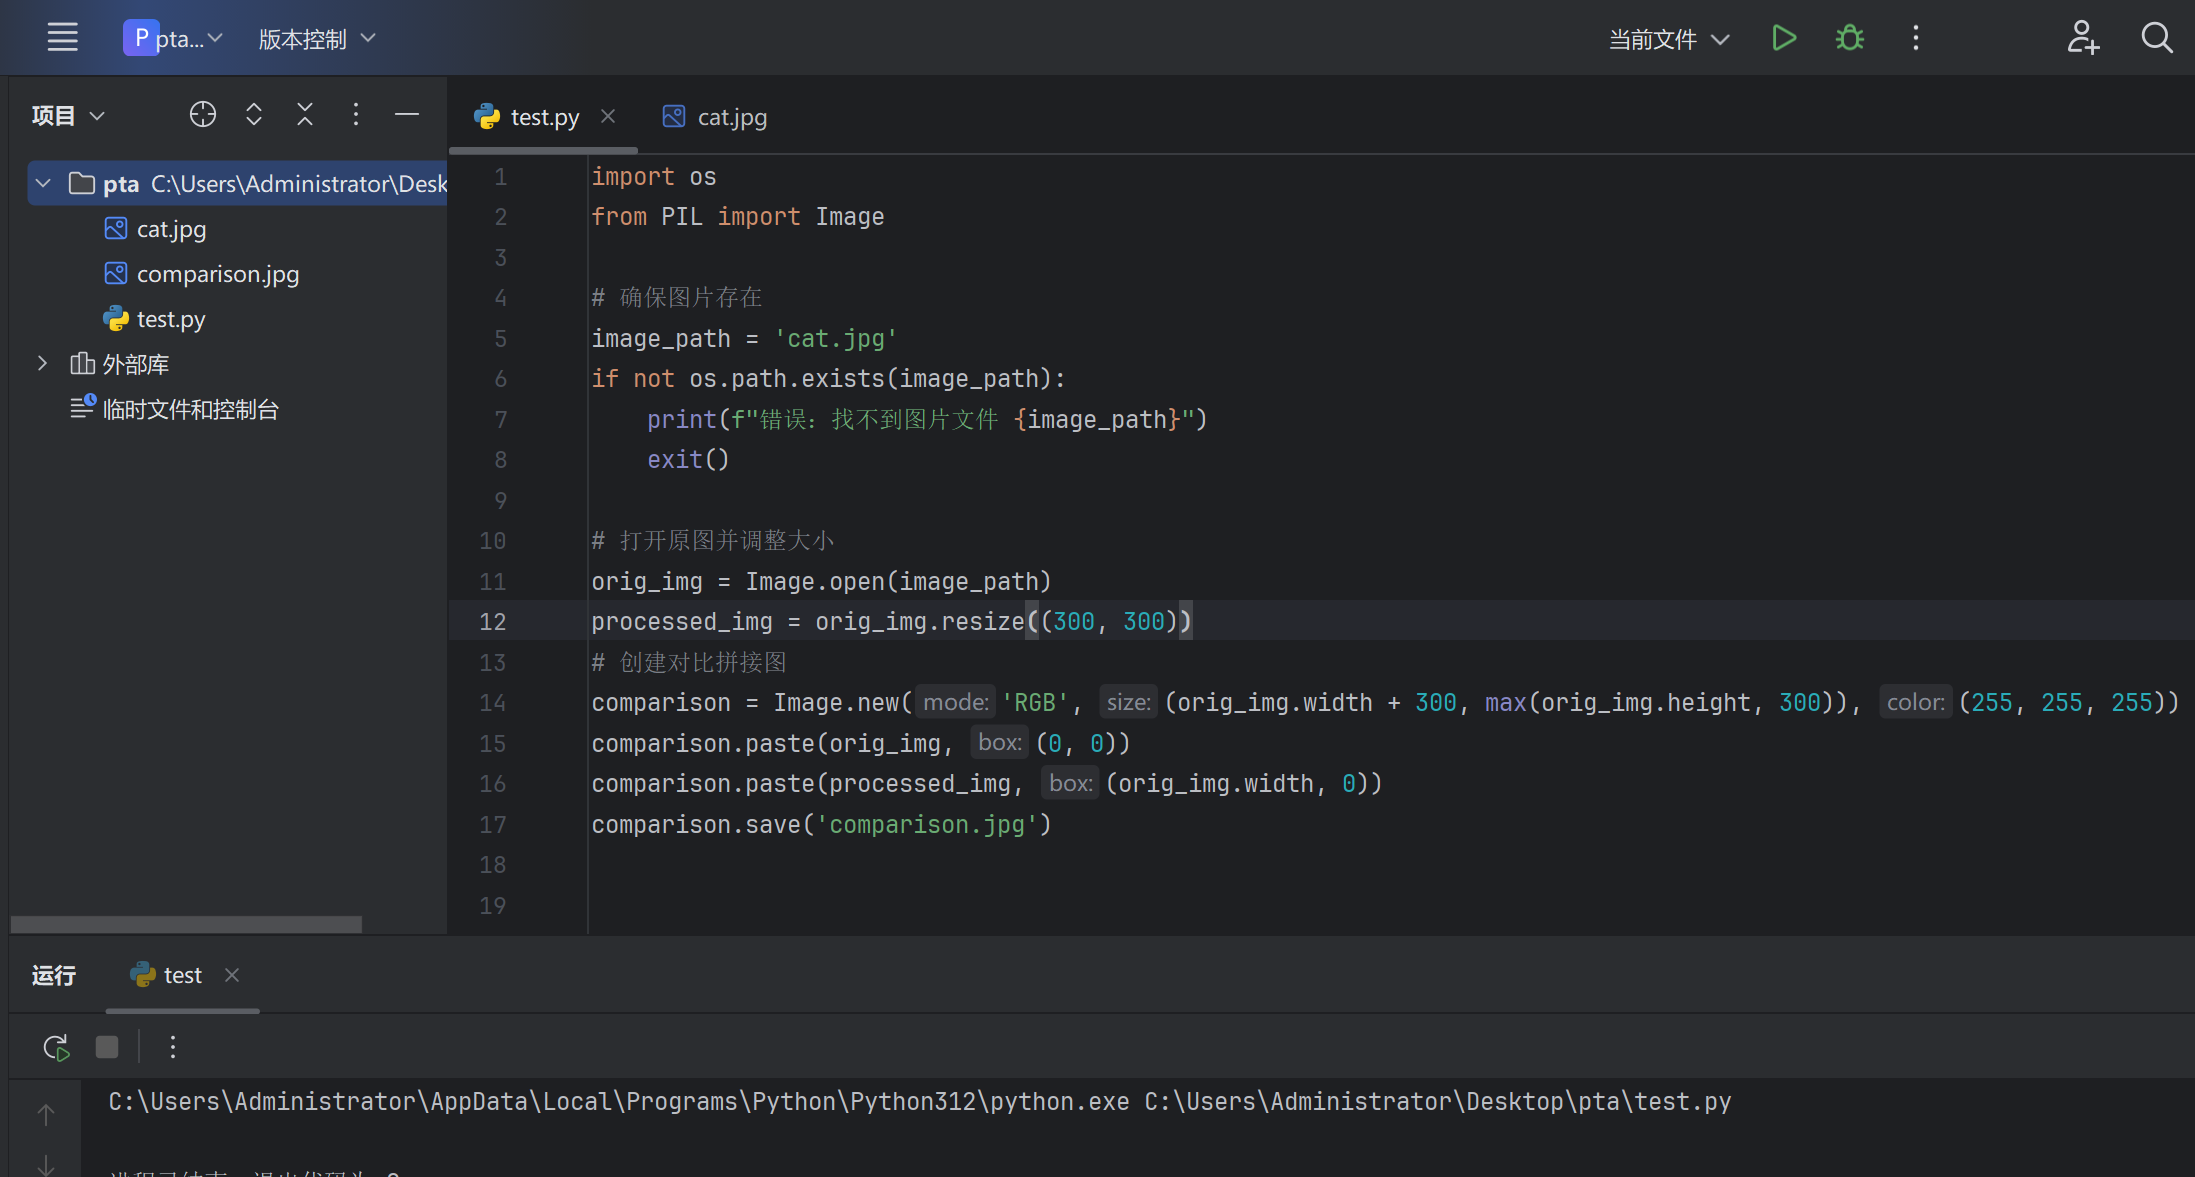 P pta... 版本控制 当前文件
项目
pta C:\Users\Administrator\Desk
cat.jpg
comparison.jpg
test.py
外部库
临时文件和控制台
test.py cat.jpg
1 import os
2 from PIL import Image
3
4 # 确保图片存在
5 image_path = 'cat.jpg'
6 if not os.path.exists(image_path):
7 print(f"错误：找不到图片文件 {image_path}")
8 exit()
9
10 # 打开原图并调整大小
11 orig_img = Image.open(image_path)
12 processed_img = orig_img.resize((300, 300))
13 # 创建对比拼接图
14 comparison = Image.new( mode: 'RGB', size: (orig_img.width + 300, max(orig_img.height, 300)), color: (255, 255, 255))
15 comparison.paste(orig_img, box: (0, 0))
16 comparison.paste(processed_img, box: (orig_img.width, 0))
17 comparison.save('comparison.jpg')
18
19
运行 test
C:\Users\Administrator\AppData\Local\Programs\Python\Python312\python.exe C:\Users\Administrator\Desktop\pta\test.py